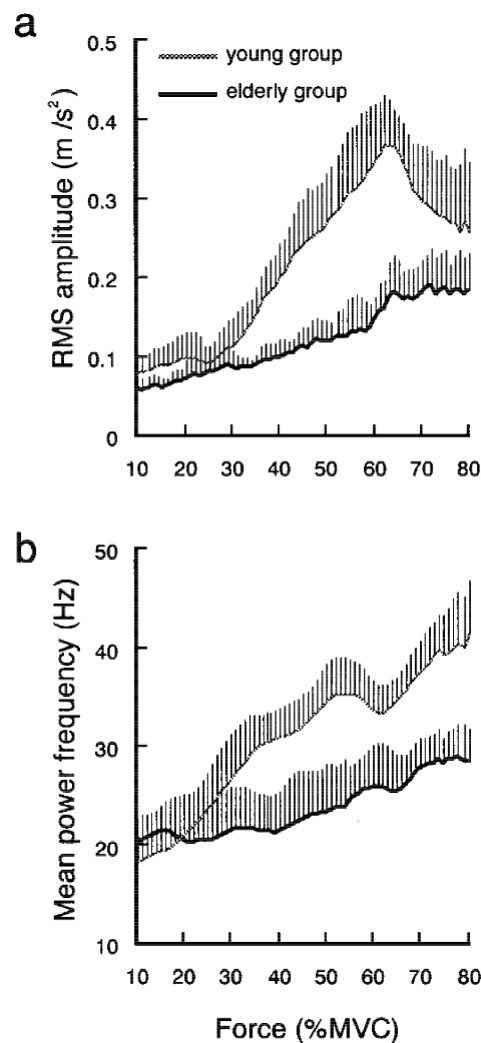 a
0.5
young group
elderly group
0.4
0.3
0.2
0.1
0
RMS amplitude (m /s²)
10 20 30 40 50 60 70 80
b
50
40
30
20
10
Mean power frequency (Hz)
10 20 30 40 50 60 70 80
Force (%MVC)